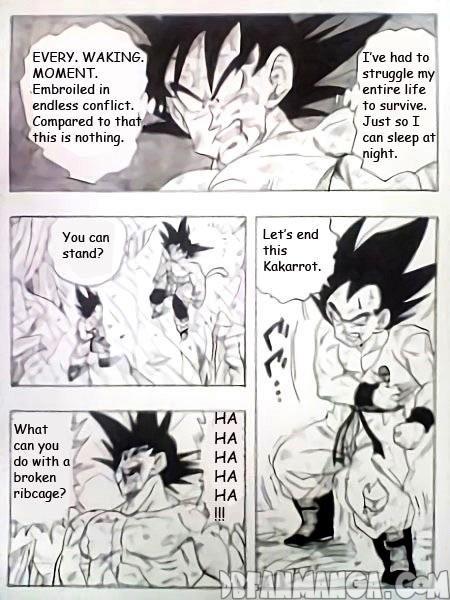 EVERY. WAKING.
MOMENT.
Embroiled in
endless conflict.
Compared to that
this is nothing.
I've had to
struggle my
entire life
to survive.
Just so I
can sleep at
night.
You can
stand?
Let's end
this
Kakarrot.
What
can you
do with a
broken
ribcage?
HA
HA
HA
HA
HA
!!!
DBFANMANGA.COM